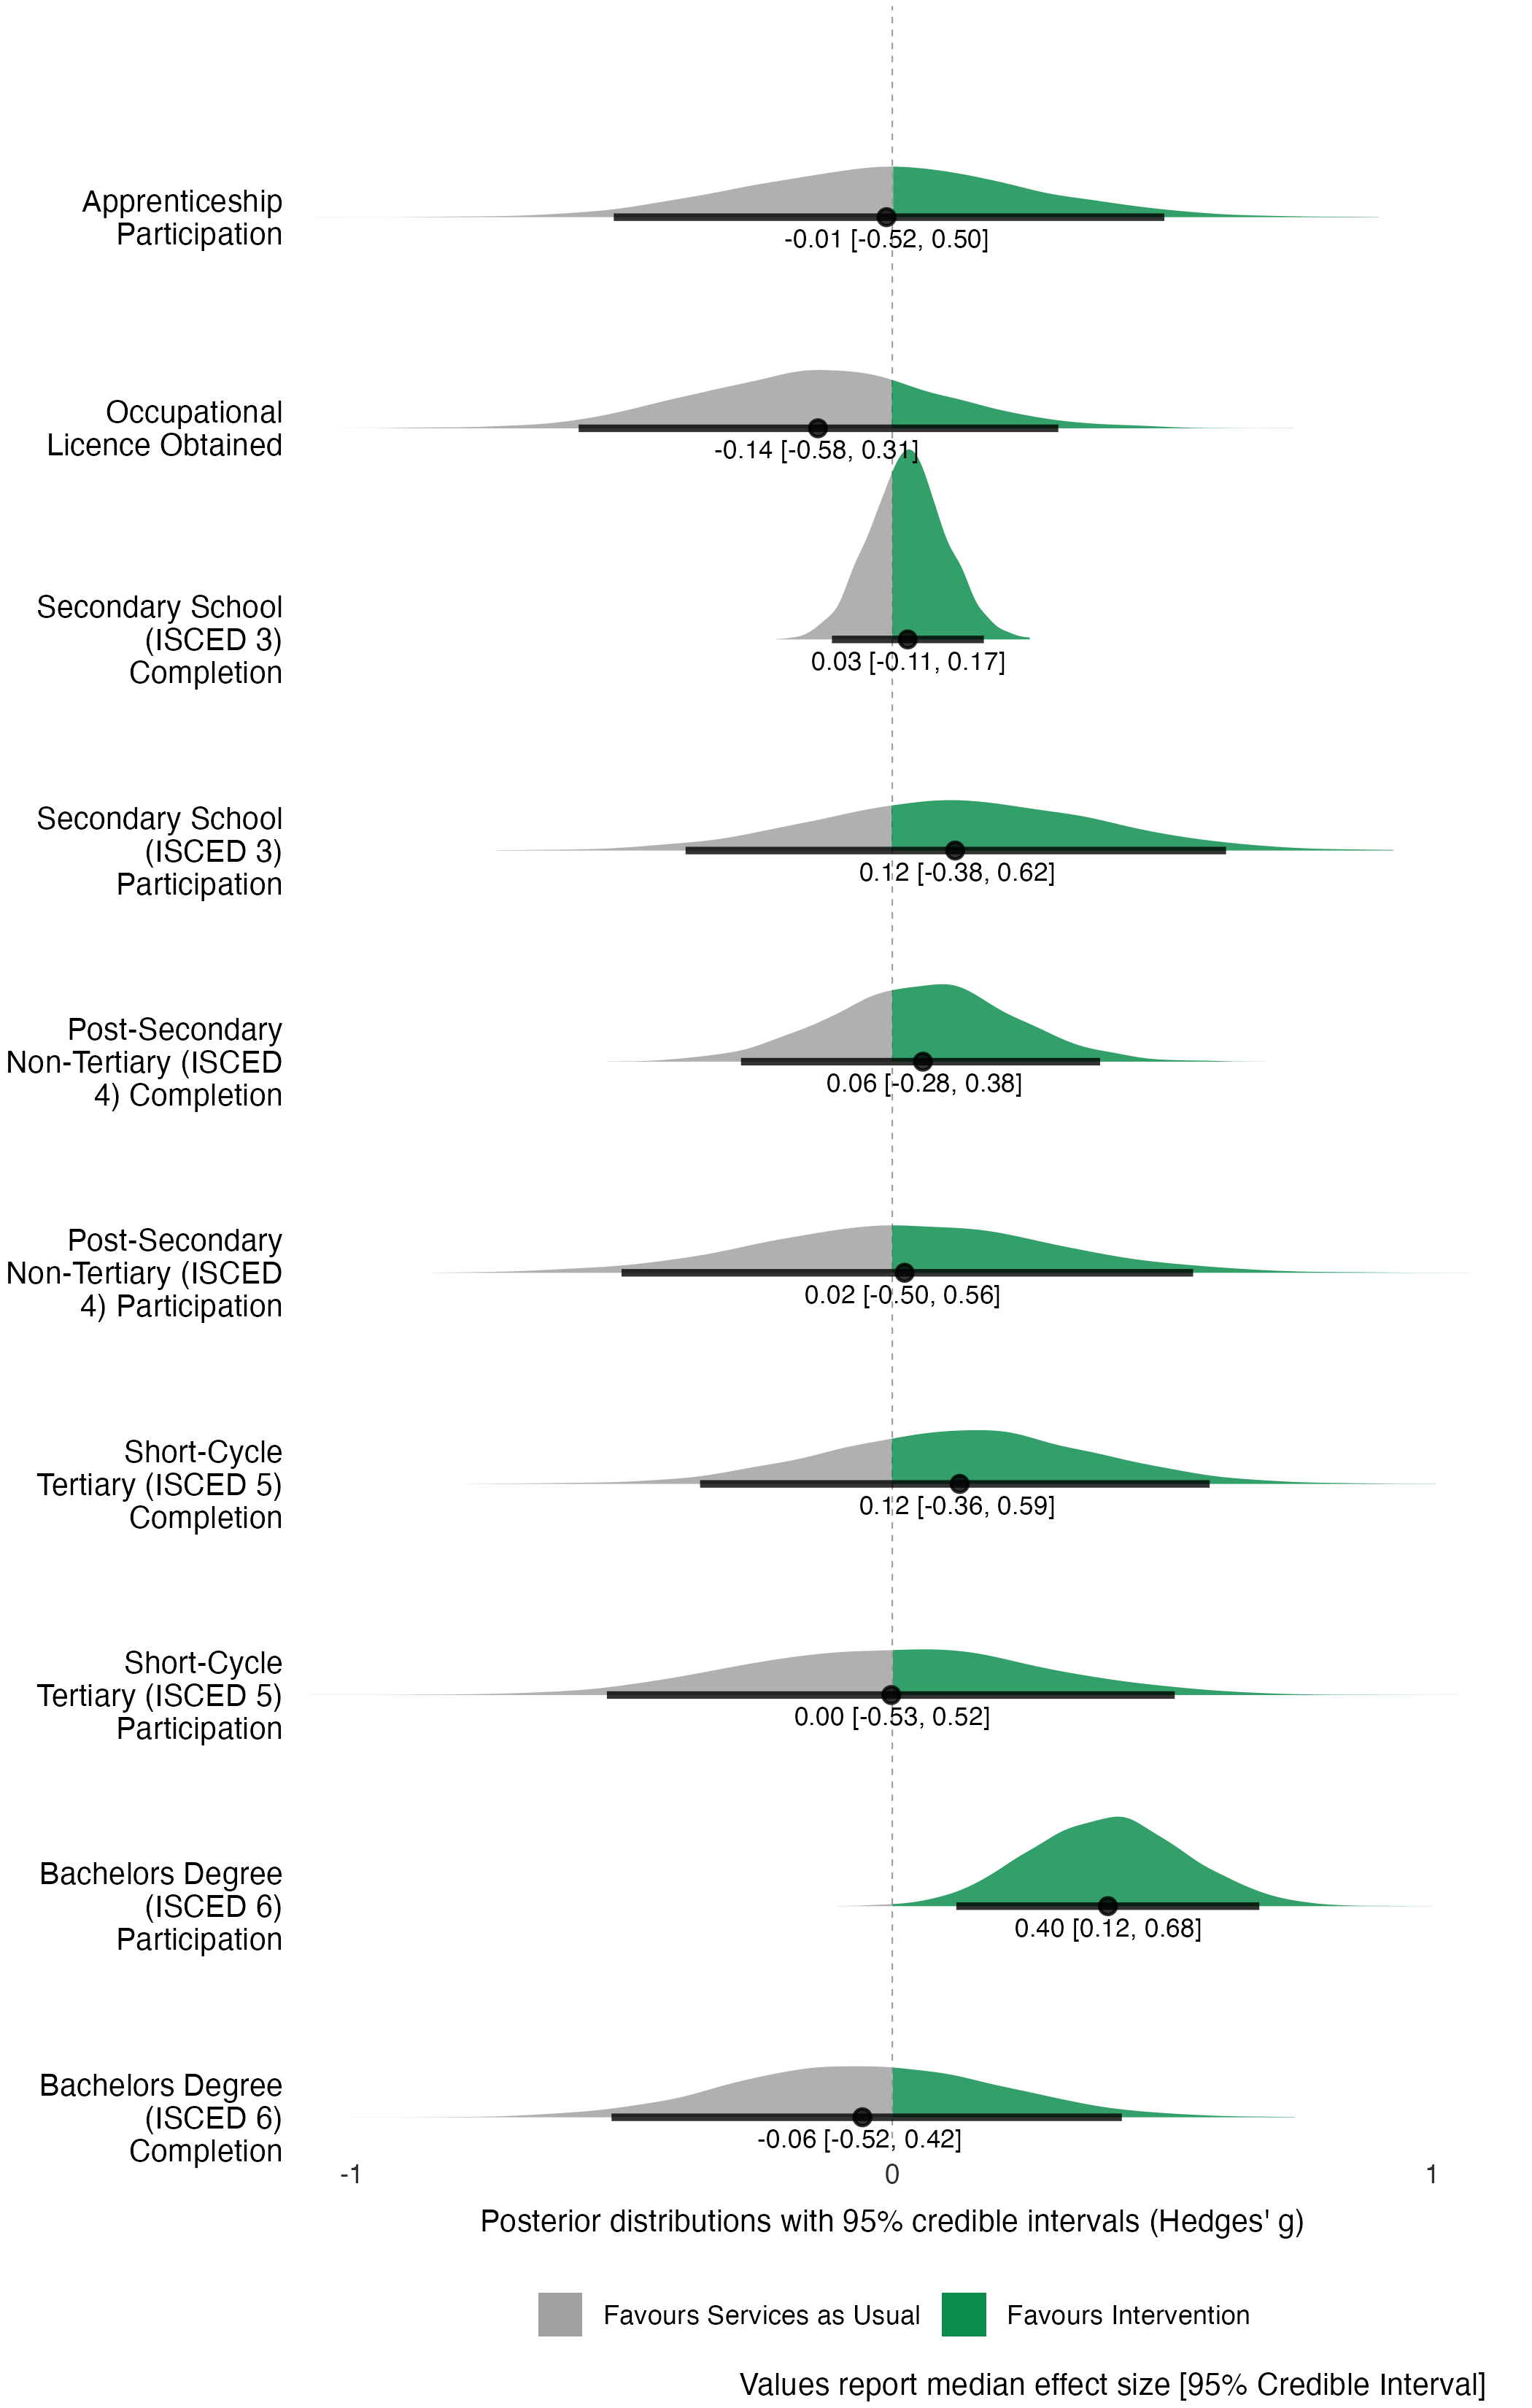 Apprenticeship
Participation
-0.01 [-0.52, 0.50]
Occupational
Licence Obtained
-0.14 [-0.58, 0.31]
Secondary School
(ISCED 3)
Completion
0.03 [-0.11, 0.17]
Secondary School
(ISCED 3)
Participation
0.12 [-0.38, 0.62]
Post-Secondary
Non-Tertiary (ISCED
4) Completion
0.06 [-0.28, 0.38]
Post-Secondary
Non-Tertiary (ISCED
4) Participation
0.02 [-0.50, 0.56]
Short-Cycle
Tertiary (ISCED 5)
Completion
0.12 [-0.36, 0.59]
Short-Cycle
Tertiary (ISCED 5)
Participation
0.00 [-0.53, 0.52]
Bachelors Degree
(ISCED 6)
Participation
0.40 [0.12, 0.68]
Bachelors Degree
(ISCED 6)
Completion
-0.06 [-0.52, 0.42]
-1 0 1
Posterior distributions with 95% credible intervals (Hedges' g)
Favours Services as Usual Favours Intervention
Values report median effect size [95% Credible Interval]